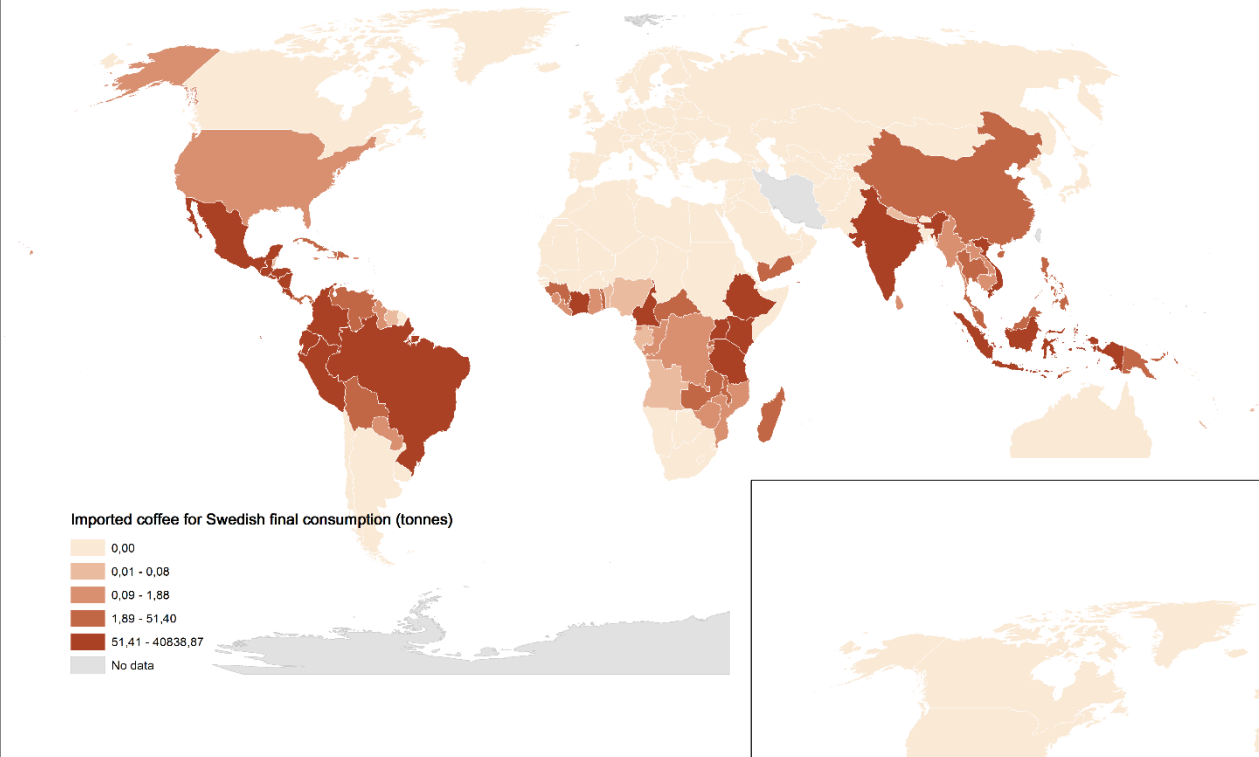 Imported coffee for Swedish final consumption (tonnes)
0,00
0,01 - 0,08
0,09 - 1,88
1,89 - 51,40
51,41 - 40838,87
No data